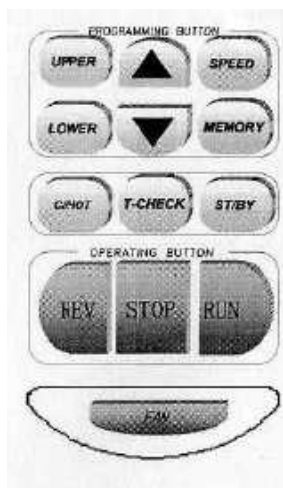 PROGRAMMING BUTTON
UPPER ▲ SPEED
LOWER ▼ MEMORY
C/HOT T-CHECK ST/BY
OPERATING BUTTON
REV STOP RUN
FAN